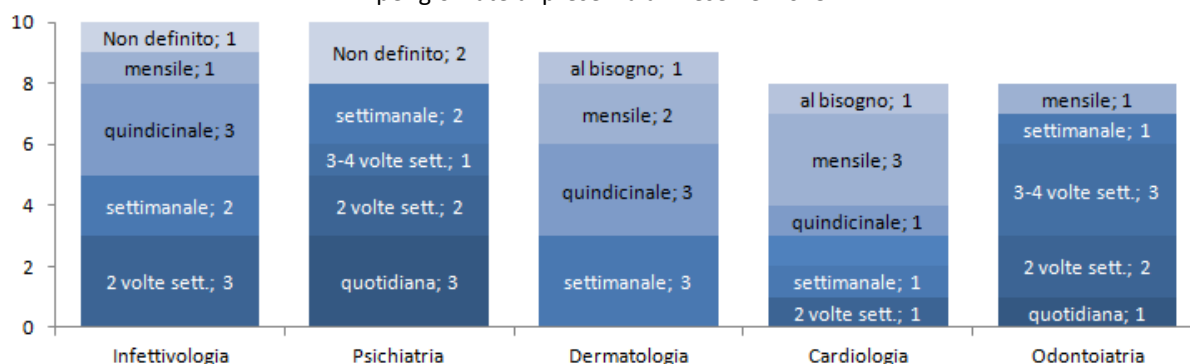 10
8
6
4
2
0
Non definito; 1
mensile; 1
quindicinale; 3
settimanale; 2
2 volte sett.; 3
Non definito; 2
settimanale; 2
3-4 volte sett.; 1
2 volte sett.; 2
quotidiana; 3
al bisogno; 1
mensile; 2
quindicinale; 3
settimanale; 3
al bisogno; 1
mensile; 3
quindicinale; 1
settimanale; 1
2 volte sett.; 1
mensile; 1
settimanale; 1
3-4 volte sett.; 3
2 volte sett.; 2
quotidiana; 1
Infettivologia
Psichiatria
Dermatologia
Cardiologia
Odontoiatria